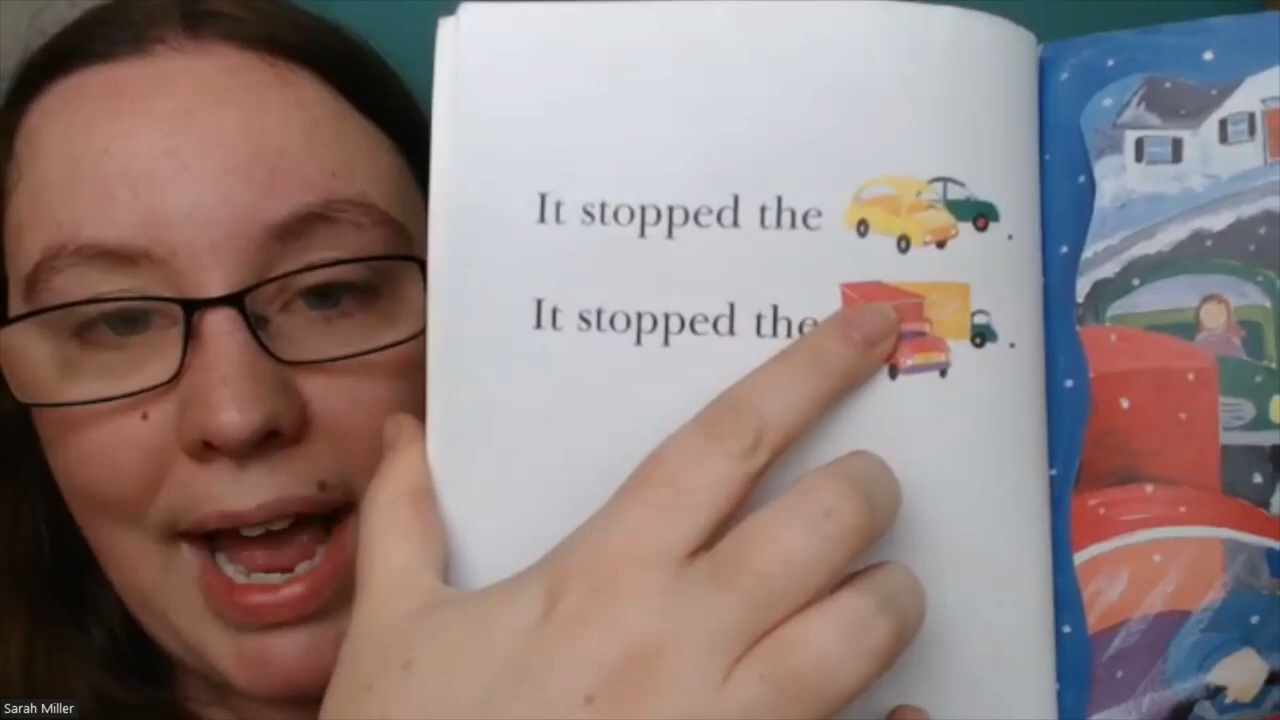 It stopped the .
It stopped the .
Sarah Miller